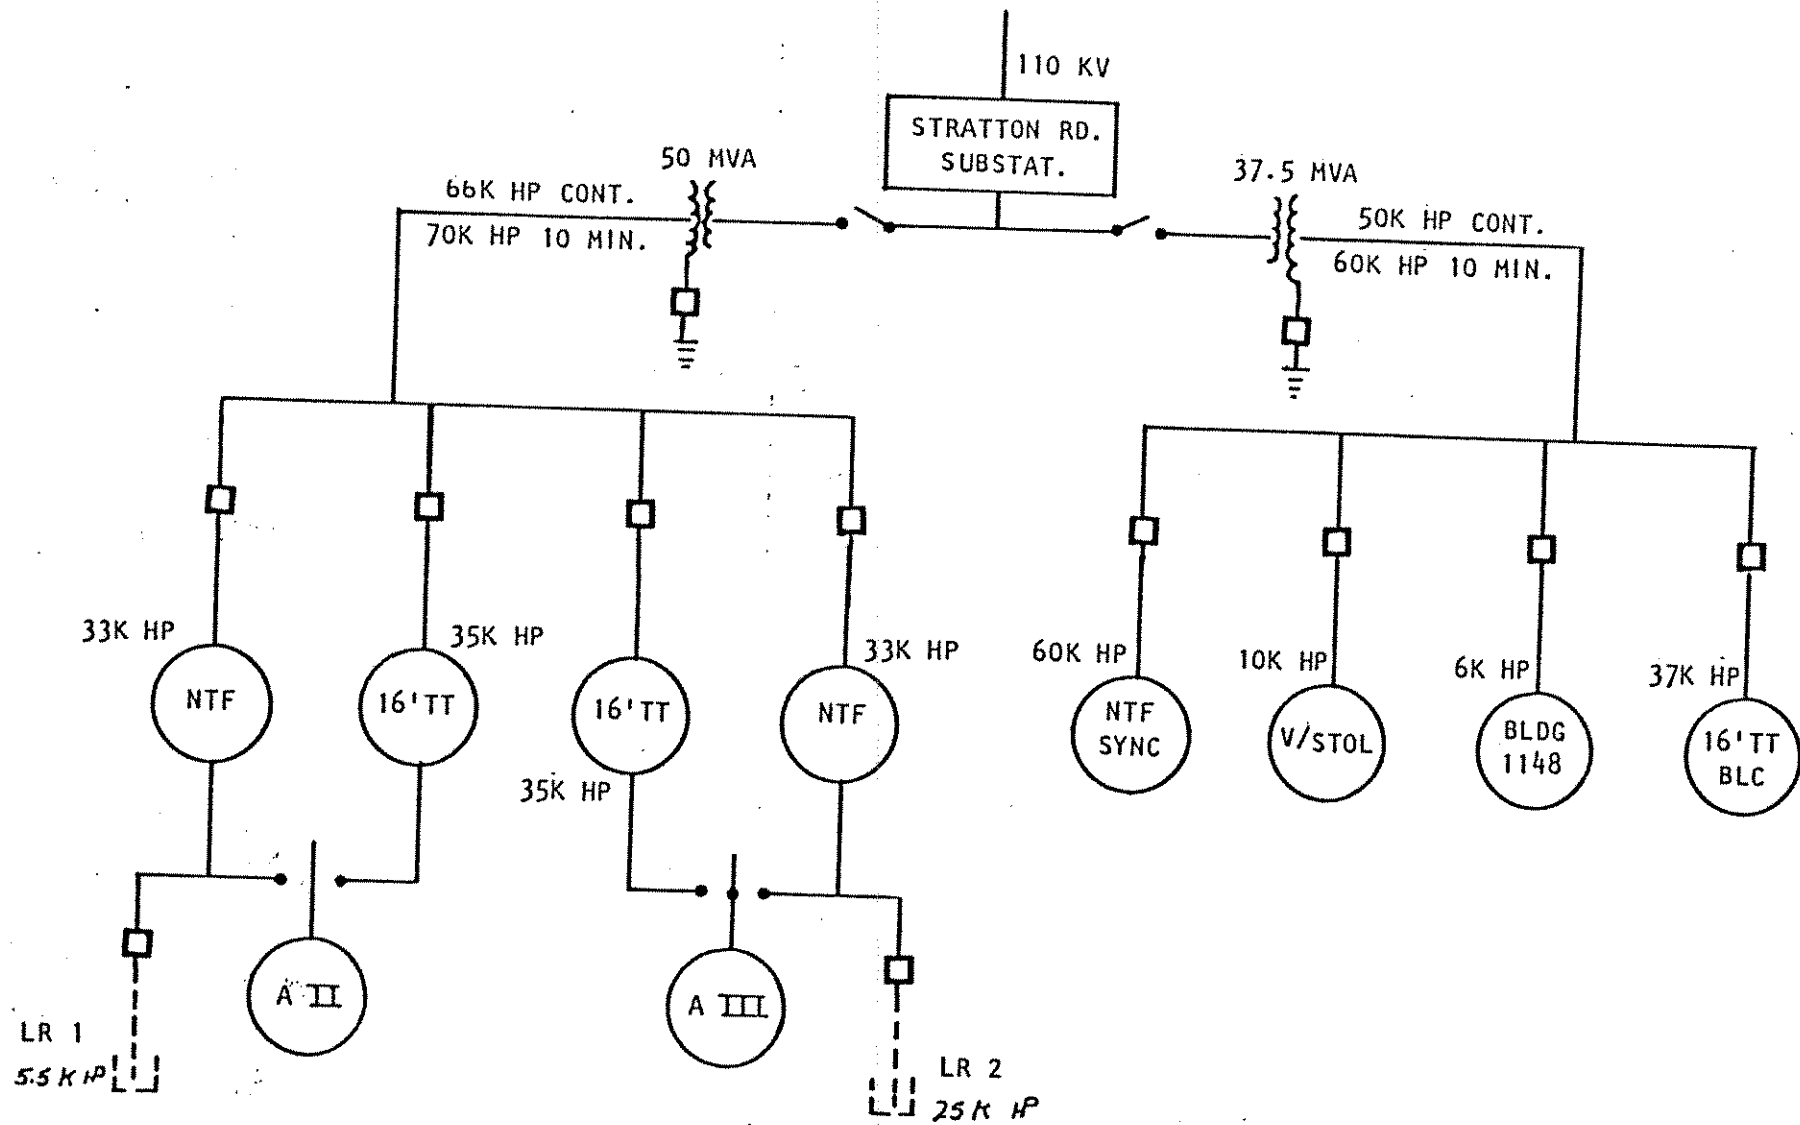 110 KV
STRATTON RD.
SUBSTAT.
50 MVA
37.5 MVA
66K HP CONT.
70K HP 10 MIN.
50K HP CONT.
60K HP 10 MIN.
33K HP
35K HP
33K HP
60K HP
10K HP
6K HP
37K HP
NTF
16'TT
16'TT
NTF
NTF
SYNC
V/STOL
BLDG
1148
16'TT
BLC
35K HP
A II
A III
LR 1
5.5 K HP
LR 2
25 K HP